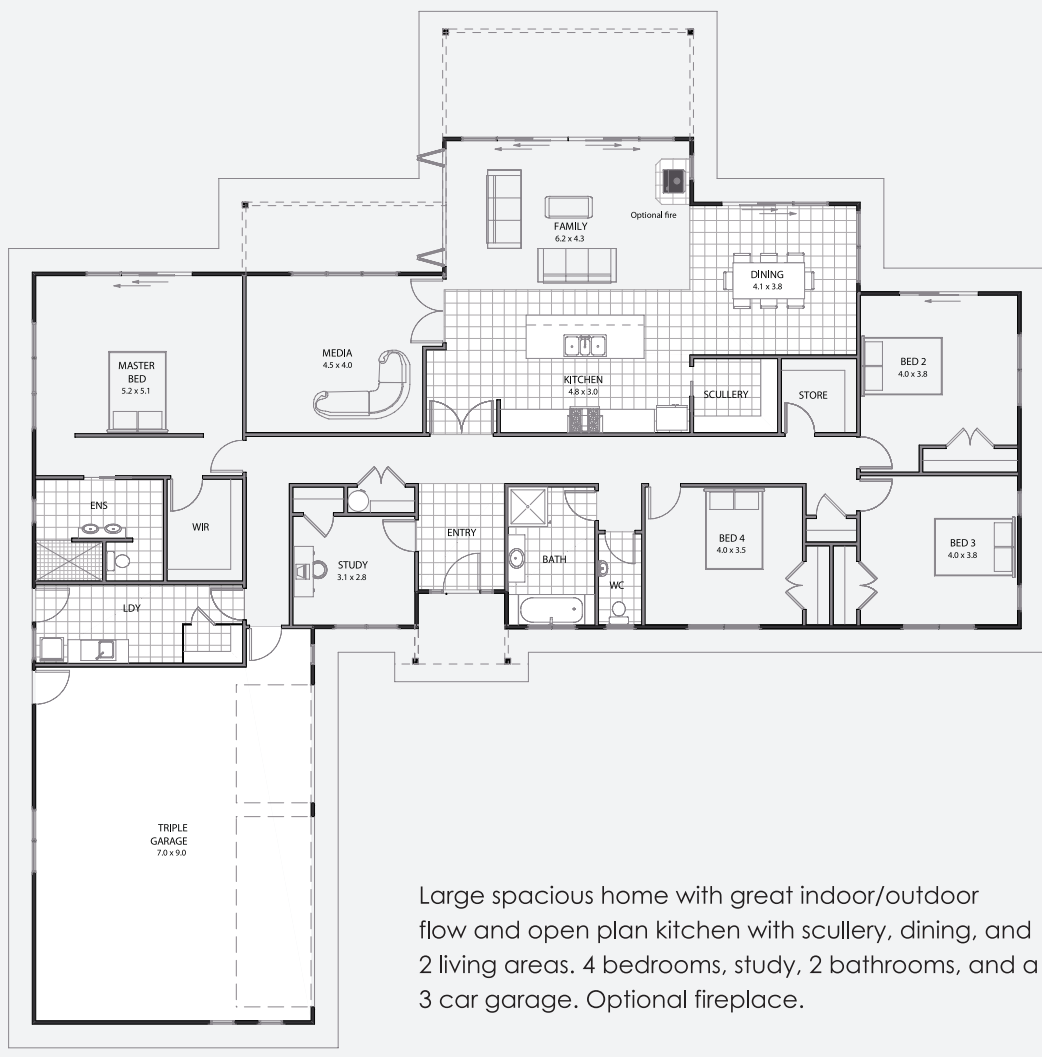 Optional fire
FAMILY
6.2 x 4.3
DINING
4.1 x 3.8
MEDIA
4.5 x 4.0
MASTER
BED
5.2 x 5.1
BED 2
4.0 x 3.8
KITCHEN
4.8 x 3.0
SCULLERY
STORE
ENS
WIR
ENTRY
BED 4
4.0 x 3.5
BED 3
4.0 x 3.8
STUDY
3.1 x 2.8
BATH
WC
LDY
TRIPLE
GARAGE
7.0 x 9.0
Large spacious home with great indoor/outdoor
flow and open plan kitchen with scullery, dining, and
2 living areas. 4 bedrooms, study, 2 bathrooms, and a
3 car garage. Optional fireplace.